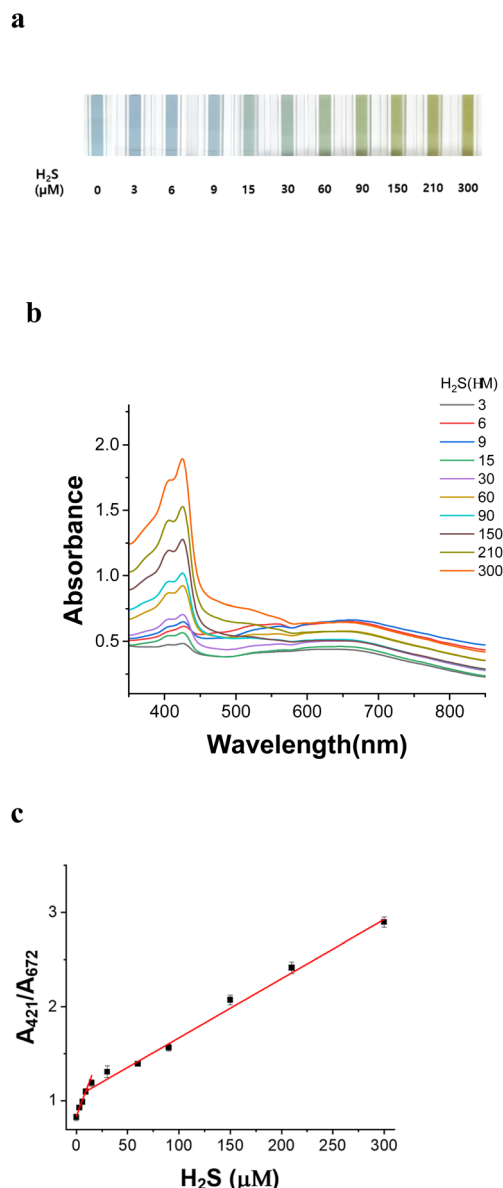 a
H₂S
(μM) 0 3 6 9 15 30 60 90 150 210 300
b
H₂S(HM)
3
6
9
15
30
60
90
150
210
300
2.0
1.5
1.0
0.5
Absorbance
400 500 600 700 800
Wavelength(nm)
c
3
2
1
A₄₂₁/A₆₇₂
0 50 100 150 200 250 300
H₂S (μM)